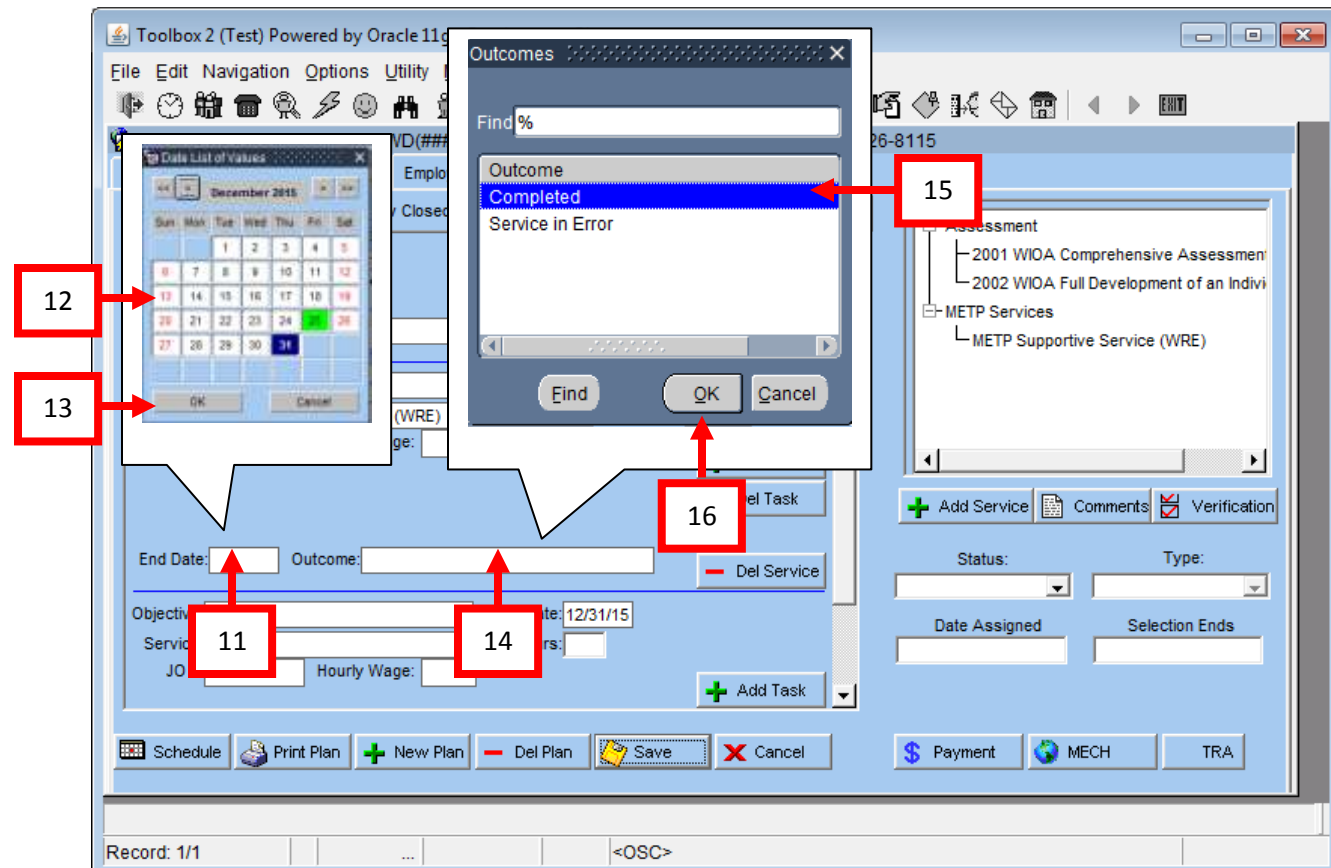 Toolbox 2 (Test) Powered by Oracle 11g
File Edit Navigation Options Utility
EXIT
WD(###
26-8115
Emplo
y Closed
Date List of Values
<< < December 2015 > >>
Sun Mon Tue Wed Thu Fri Sat
1 2 3 4 5
6 7 8 9 10 11 12
13 14 15 16 17 18 19
20 21 22 23 24 25 26
27 28 29 30 31
OK Cancel
Outcomes
Find %
Outcome
Completed
Service in Error
Find OK Cancel
12
13
15
16
11
14
Assessment
2001 WIOA Comprehensive Assessmen
2002 WIOA Full Development of an Indivi
METP Services
METP Supportive Service (WRE)
(WRE)
ge:
Del Task
Add Service Comments Verification
End Date: Outcome:
Del Service
Status: Type:
Objectiv te: 12/31/15
Servic rs:
JO Hourly Wage:
Add Task
Date Assigned Selection Ends
Schedule Print Plan New Plan Del Plan Save Cancel
$ Payment MECH TRA
Record: 1/1 ... <OSC>